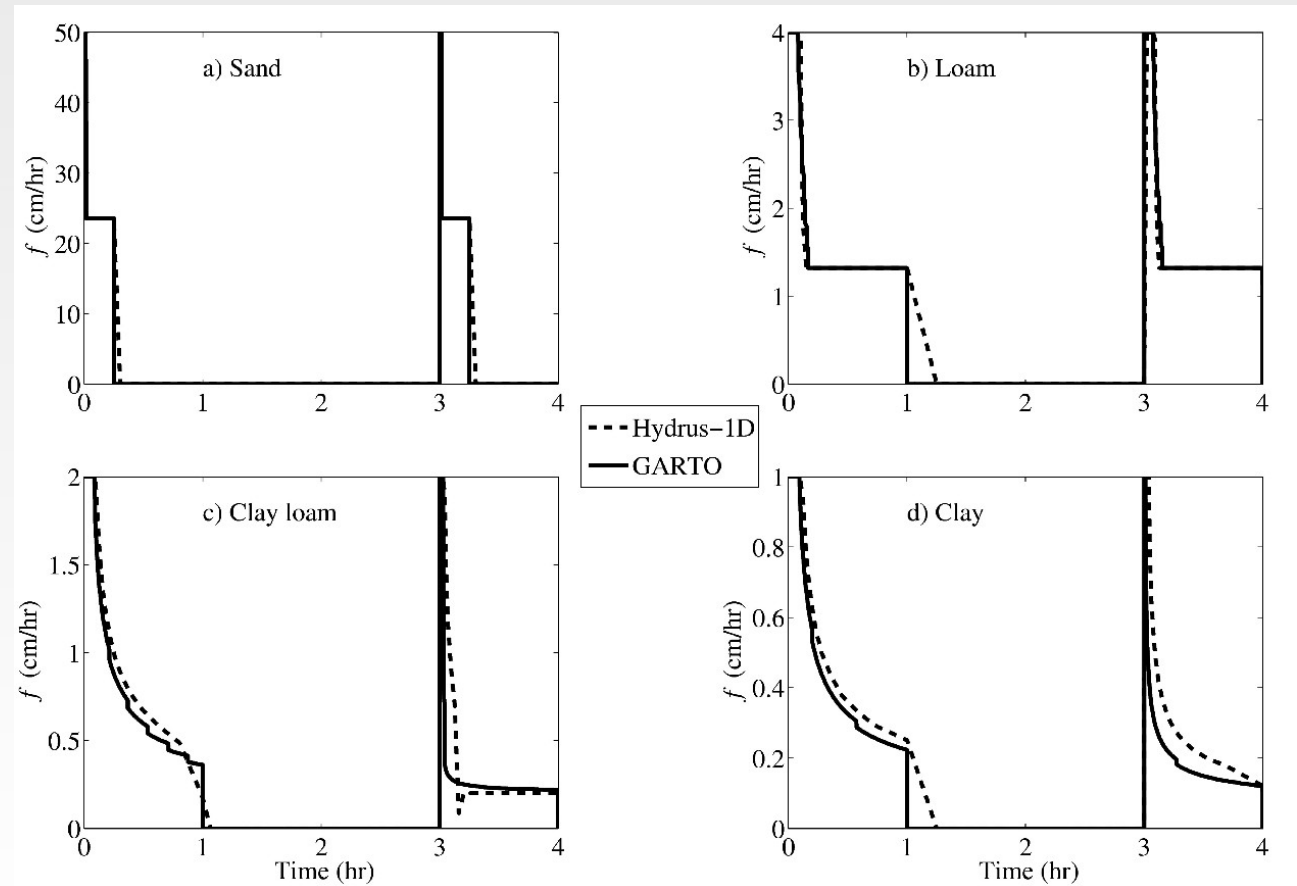 50
40
30
20
10
0
f (cm/hr)
a) Sand
0 1 2 3 4
4
3
2
1
0
f (cm/hr)
b) Loam
0 1 2 3 4
Hydrus-1D
GARTO
2
1.5
1
0.5
0
f (cm/hr)
c) Clay loam
0 1 2 3 4
Time (hr)
1
0.8
0.6
0.4
0.2
0
f (cm/hr)
d) Clay
0 1 2 3 4
Time (hr)